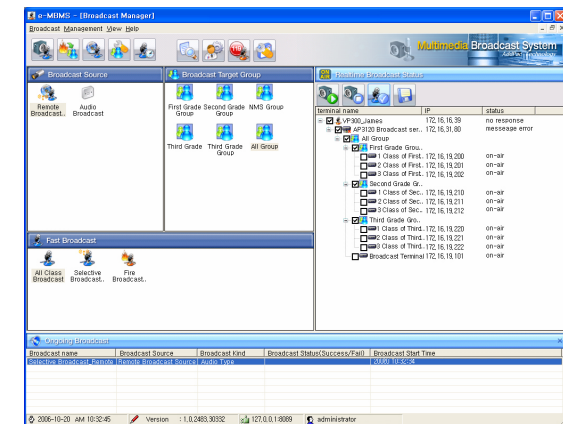 e-MBMS - [Broadcast Manager]
Broadcast Management View Help
Multimedia Broadcast System
Broadcast Source
Broadcast Target Group
Realtime Broadcast Status
Remote Broadcast..
Audio Broadcast
First Grade Group
Second Grade Group
NMS Group
Third Grade
Third Grade Group
All Group
terminal name IP status
VP300_James 172,16,16,39 no response
AP3120 Broadcast ser.. 172,16,31,80 messeage error
All Group
First Grade Grou..
1 Class of First.. 172,16,19,200 on-air
2 Class of First.. 172,16,19,201 on-air
3 Class of First.. 172,16,19,202 on-air
Second Grade Gr..
1 Class of Sec.. 172,16,19,210 on-air
2 Class of Sec.. 172,16,19,211 on-air
3 Class of Sec.. 172,16,19,212 on-air
Third Grade Gro..
1 Class of Third.. 172,16,19,220 on-air
2 Class of Third.. 172,16,19,221 on-air
3 Class of Third.. 172,16,19,222 on-air
Broadcast Terminal 172,16,19,101 on-air
Fast Broadcast
All Class Broadcast
Selective Broadcast..
Fire Broadcast..
Ongoing Broadcast
Broadcast name Broadcast Source Broadcast Kind Broadcast Status(Success/Fail) Broadcast Start Time
Selective Broadcast_Remote Remote Broadcast Source Audio Type
2006-10-20 AM 10:32:45 Version : 1,0,2483,30332 127,0,0,1:8089 administrator